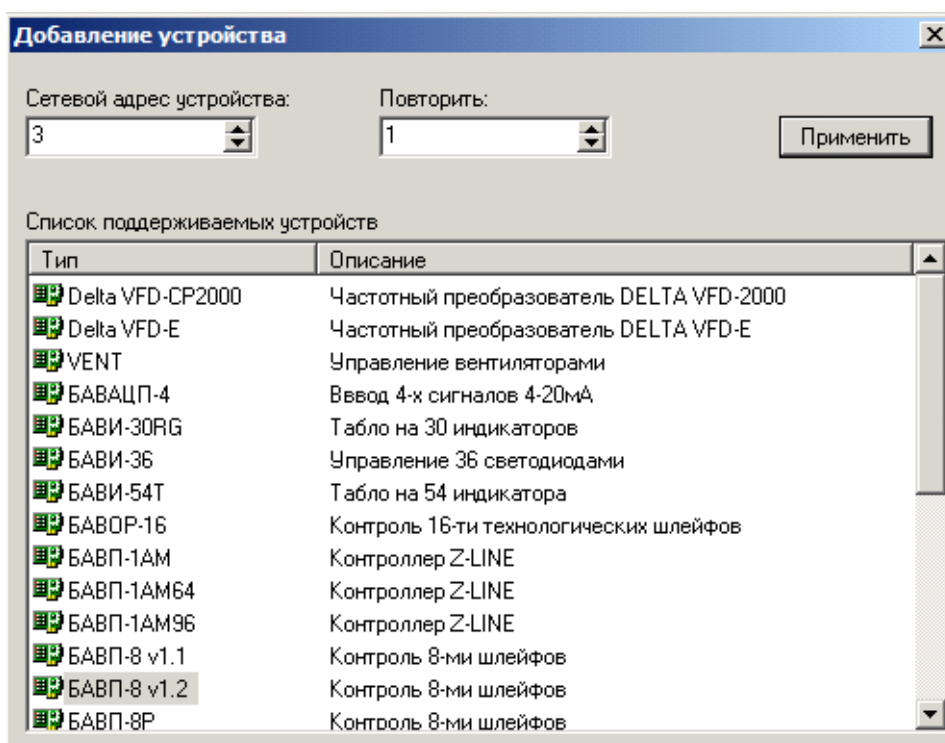 Добавление устройства
Сетевой адрес устройства: Повторить:
3 1 Применить
Список поддерживаемых устройств
Тип Описание
Delta VFD-CP2000 Частотный преобразователь DELTA VFD-2000
Delta VFD-E Частотный преобразователь DELTA VFD-E
VENT Управление вентиляторами
БАВАЦП-4 Вввод 4-х сигналов 4-20мА
БАВИ-30RG Табло на 30 индикаторов
БАВИ-36 Управление 36 светодиодами
БАВИ-54Т Табло на 54 индикатора
БАВОР-16 Контроль 16-ти технологических шлейфов
БАВП-1АМ Контроллер Z-LINE
БАВП-1АМ64 Контроллер Z-LINE
БАВП-1АМ96 Контроллер Z-LINE
БАВП-8 v1.1 Контроль 8-ми шлейфов
БАВП-8 v1.2 Контроль 8-ми шлейфов
БАВП-8Р Контроль 8-ми шлейфов